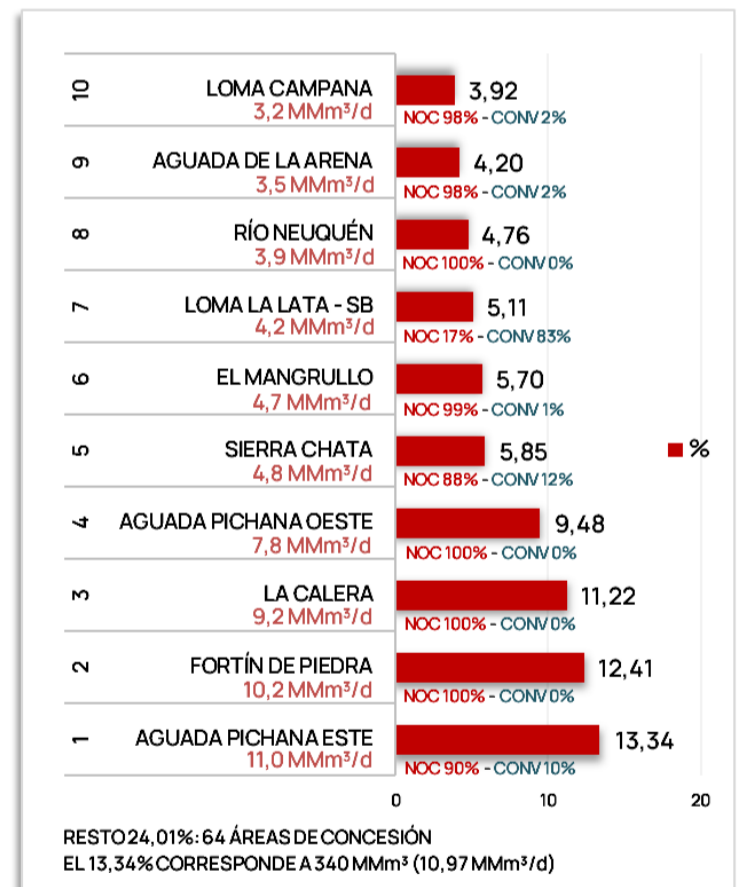 10
LOMA CAMPANA
3,2 MMm³/d
3,92
NOC 98% - CONV 2%
9
AGUADA DE LA ARENA
3,5 MMm³/d
4,20
NOC 98% - CONV 2%
8
RÍO NEUQUÉN
3,9 MMm³/d
4,76
NOC 100% - CONV 0%
7
LOMA LA LATA - SB
4,2 MMm³/d
5,11
NOC 17% - CONV 83%
6
EL MANGRULLO
4,7 MMm³/d
5,70
NOC 99% - CONV 1%
5
SIERRA CHATA
4,8 MMm³/d
5,85
NOC 88% - CONV 12%
%
4
AGUADA PICHANA OESTE
7,8 MMm³/d
9,48
NOC 100% - CONV 0%
3
LA CALERA
9,2 MMm³/d
11,22
NOC 100% - CONV 0%
2
FORTÍN DE PIEDRA
10,2 MMm³/d
12,41
NOC 100% - CONV 0%
1
AGUADA PICHANA ESTE
11,0 MMm³/d
13,34
NOC 90% - CONV 10%
0 10 20
RESTO 24,01%: 64 ÁREAS DE CONCESIÓN
EL 13,34% CORRESPONDE A 340 MMm³ (10,97 MMm³/d)